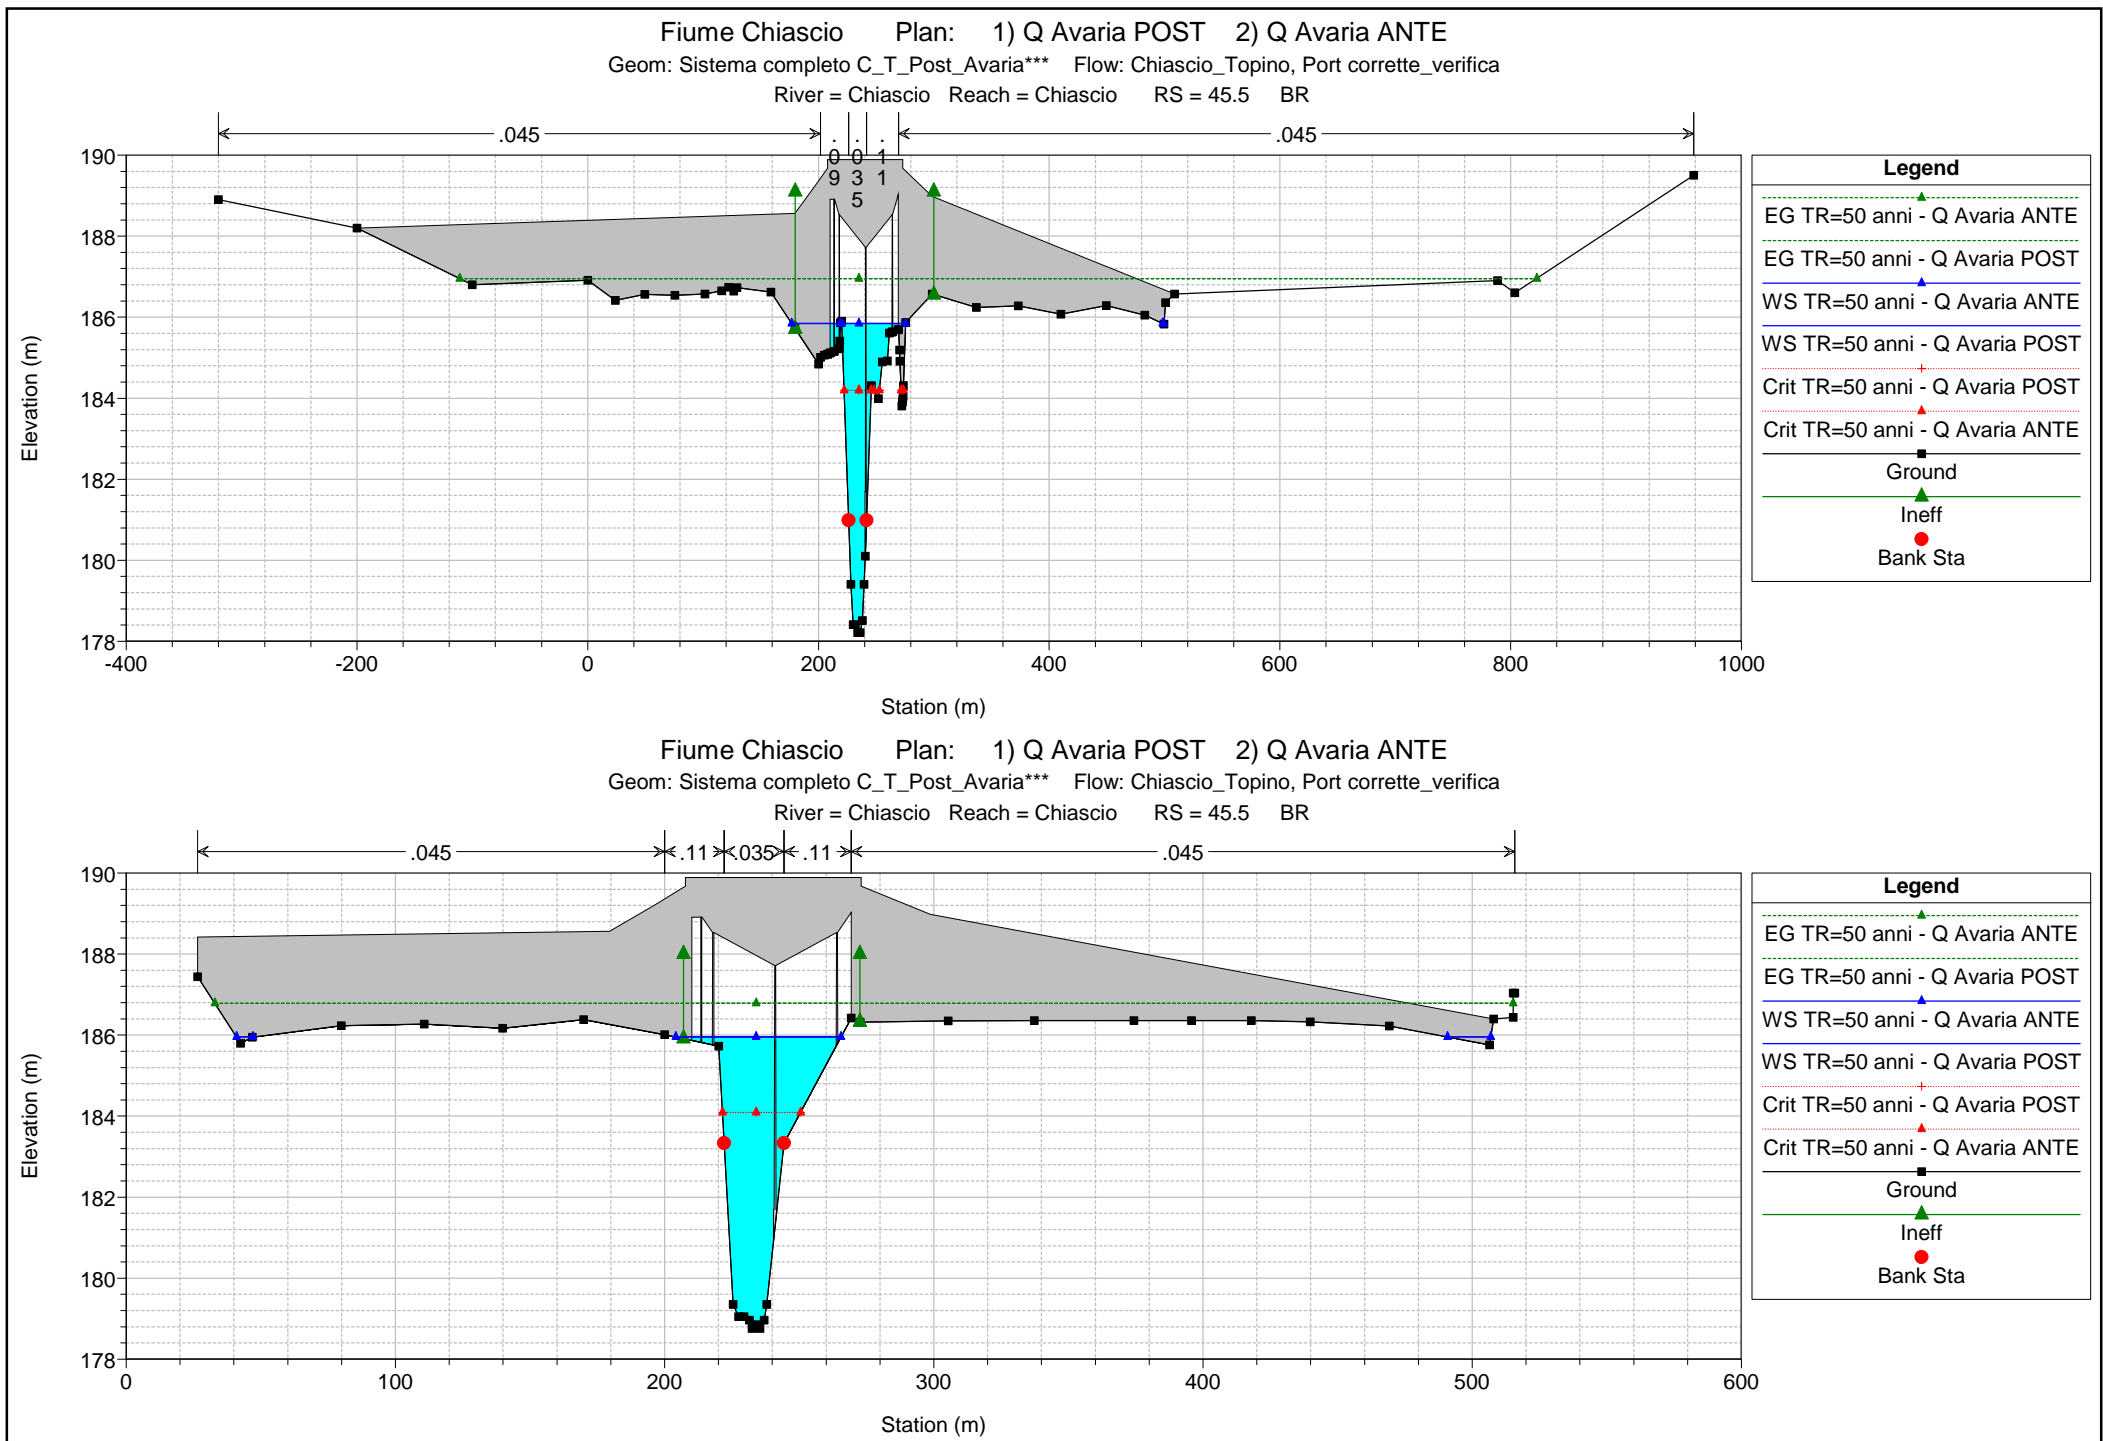 Fiume Chiascio Plan: 1) Q Avaria POST 2) Q Avaria ANTE
Geom: Sistema completo C_T_Post_Avaria*** Flow: Chiascio_Topino, Port corrette_verifica
River = Chiascio Reach = Chiascio RS = 45.5 BR
.045 .09 .035 .11 .045
190
188
186
184
182
180
178
Elevation (m)
-400 -200 0 200 400 600 800 1000
Station (m)
Legend
EG TR=50 anni - Q Avaria ANTE
EG TR=50 anni - Q Avaria POST
WS TR=50 anni - Q Avaria ANTE
WS TR=50 anni - Q Avaria POST
Crit TR=50 anni - Q Avaria POST
Crit TR=50 anni - Q Avaria ANTE
Ground
Ineff
Bank Sta
Fiume Chiascio Plan: 1) Q Avaria POST 2) Q Avaria ANTE
Geom: Sistema completo C_T_Post_Avaria*** Flow: Chiascio_Topino, Port corrette_verifica
River = Chiascio Reach = Chiascio RS = 45.5 BR
.045 .11 .035 .11 .045
190
188
186
184
182
180
178
Elevation (m)
0 100 200 300 400 500 600
Station (m)
Legend
EG TR=50 anni - Q Avaria ANTE
EG TR=50 anni - Q Avaria POST
WS TR=50 anni - Q Avaria ANTE
WS TR=50 anni - Q Avaria POST
Crit TR=50 anni - Q Avaria POST
Crit TR=50 anni - Q Avaria ANTE
Ground
Ineff
Bank Sta